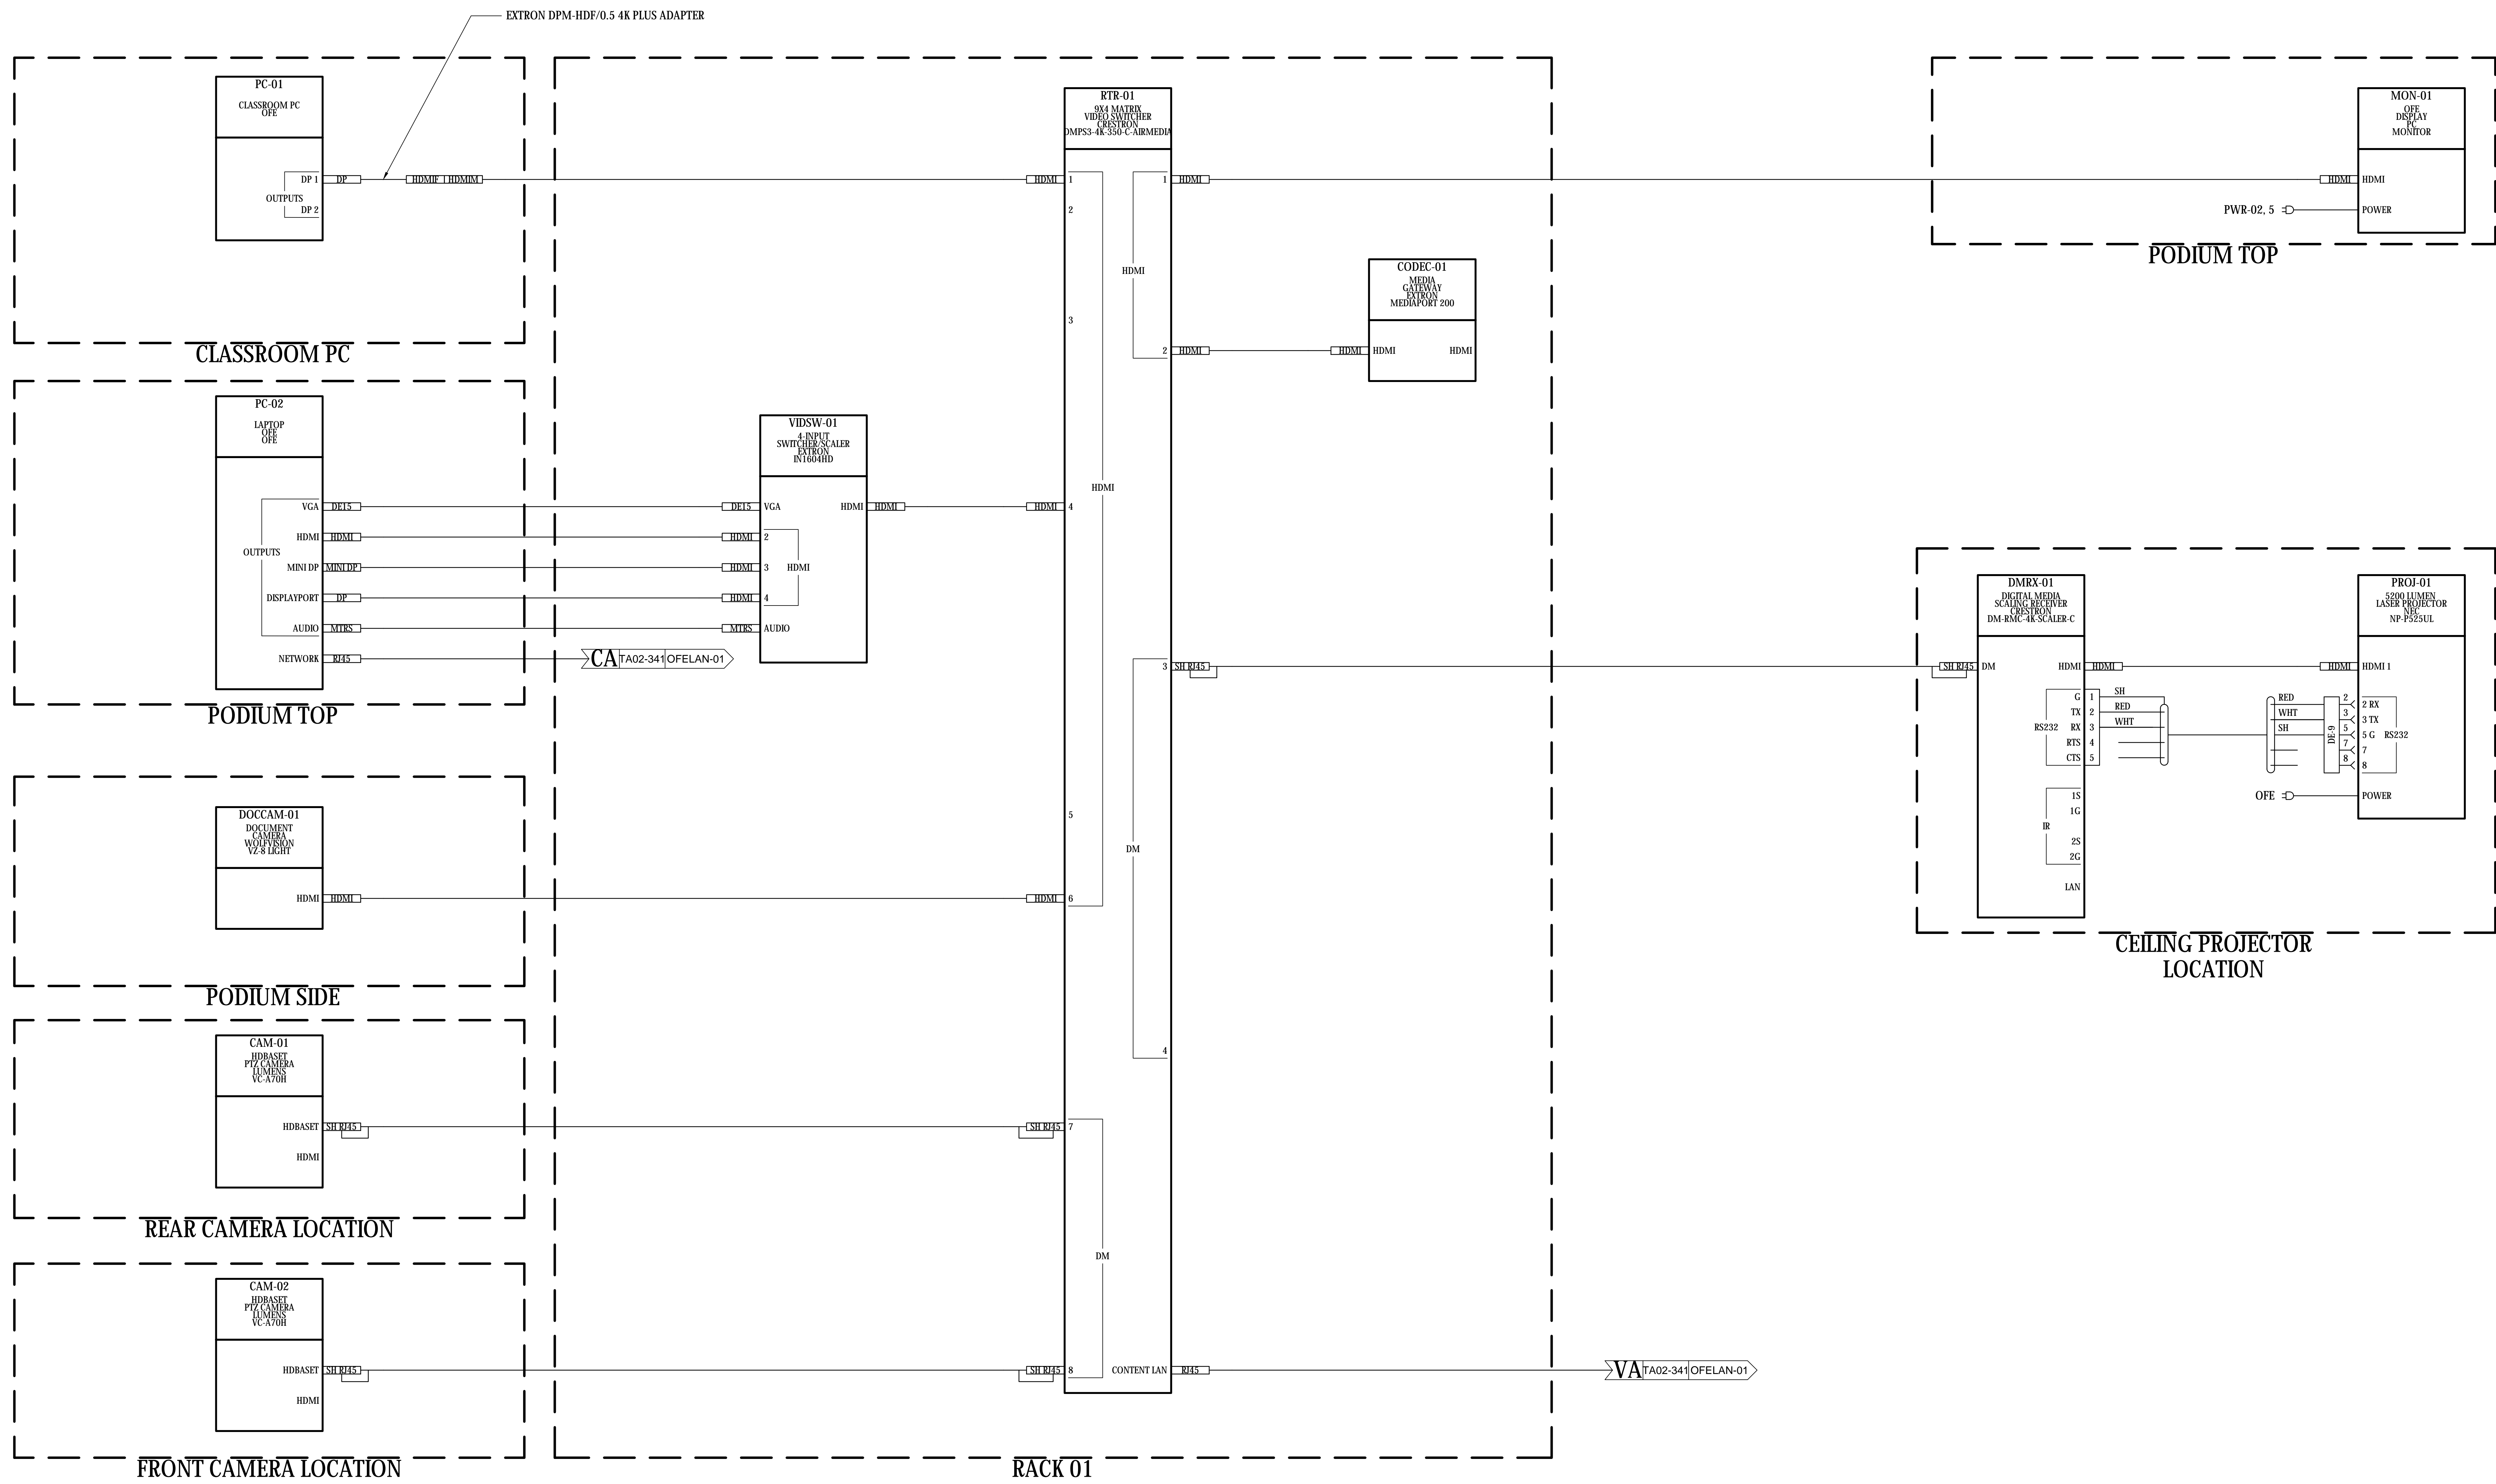 EXTRON DPM-HDF/0.5 4K PLUS ADAPTER
PC-01
CLASSROOM PC
OFE
DP 1
DP
HDMIF
HDMIM
OUTPUTS
DP 2
CLASSROOM PC
PC-02
LAPTOP
OFE
OFE
OUTPUTS
VGA
DE15
HDMI
HDMI
MINI DP
MINI DP
DISPLAYPORT
DP
AUDIO
MTRS
NETWORK
RJ45
CA
TA02-341
OFELAN-01
PODIUM TOP
DOCCAM-01
DOCUMENT
CAMERA
WOLFVISION
VZ-8 LIGHT
HDMI
HDMI
PODIUM SIDE
CAM-01
HDBASET
PTZ CAMERA
LUMENS
VC-A70H
HDBASET
SH RJ45
HDMI
REAR CAMERA LOCATION
CAM-02
HDBASET
PTZ CAMERA
LUMENS
VC-A70H
HDBASET
SH RJ45
HDMI
FRONT CAMERA LOCATION
VIDSW-01
4-INPUT
SWITCHER/SCALER
EXTRON
IN1604HD
DE15
VGA
HDMI
HDMI
HDMI
2
HDMI
3
HDMI
HDMI
4
MTRS
AUDIO
RTR-01
9X4 MATRIX
VIDEO SWITCHER
CRESTRON
DMPS3-4K-350-C-AIRMEDIA
HDMI
1
2
3
HDMI
HDMI
4
5
HDMI
6
SH RJ45
7
DM
SH RJ45
8
1
HDMI
HDMI
2
HDMI
3
SH RJ45
DM
4
CONTENT LAN
RJ45
VA
TA02-341
OFELAN-01
CODEC-01
MEDIA
GATEWAY
EXTRON
MEDIAPORT 200
HDMI
HDMI
HDMI
RACK 01
MON-01
OFE
DISPLAY
PC
MONITOR
HDMI
HDMI
PWR-02, 5
POWER
PODIUM TOP
DMRX-01
DIGITAL MEDIA
SCALING RECEIVER
CRESTRON
DM-RMC-4K-SCALER-C
SH RJ45
DM
HDMI
HDMI
RS232
G
1
SH
TX
2
RED
RX
3
WHT
RTS
4
CTS
5
IR
1S
1G
2S
2G
LAN
PROJ-01
5200 LUMEN
LASER PROJECTOR
NEC
NP-P525UL
HDMI
HDMI 1
RED
2
2 RX
WHT
3
3 TX
SH
5
5 G
RS232
DE-9
7
7
8
8
OFE
POWER
CEILING PROJECTOR
LOCATION